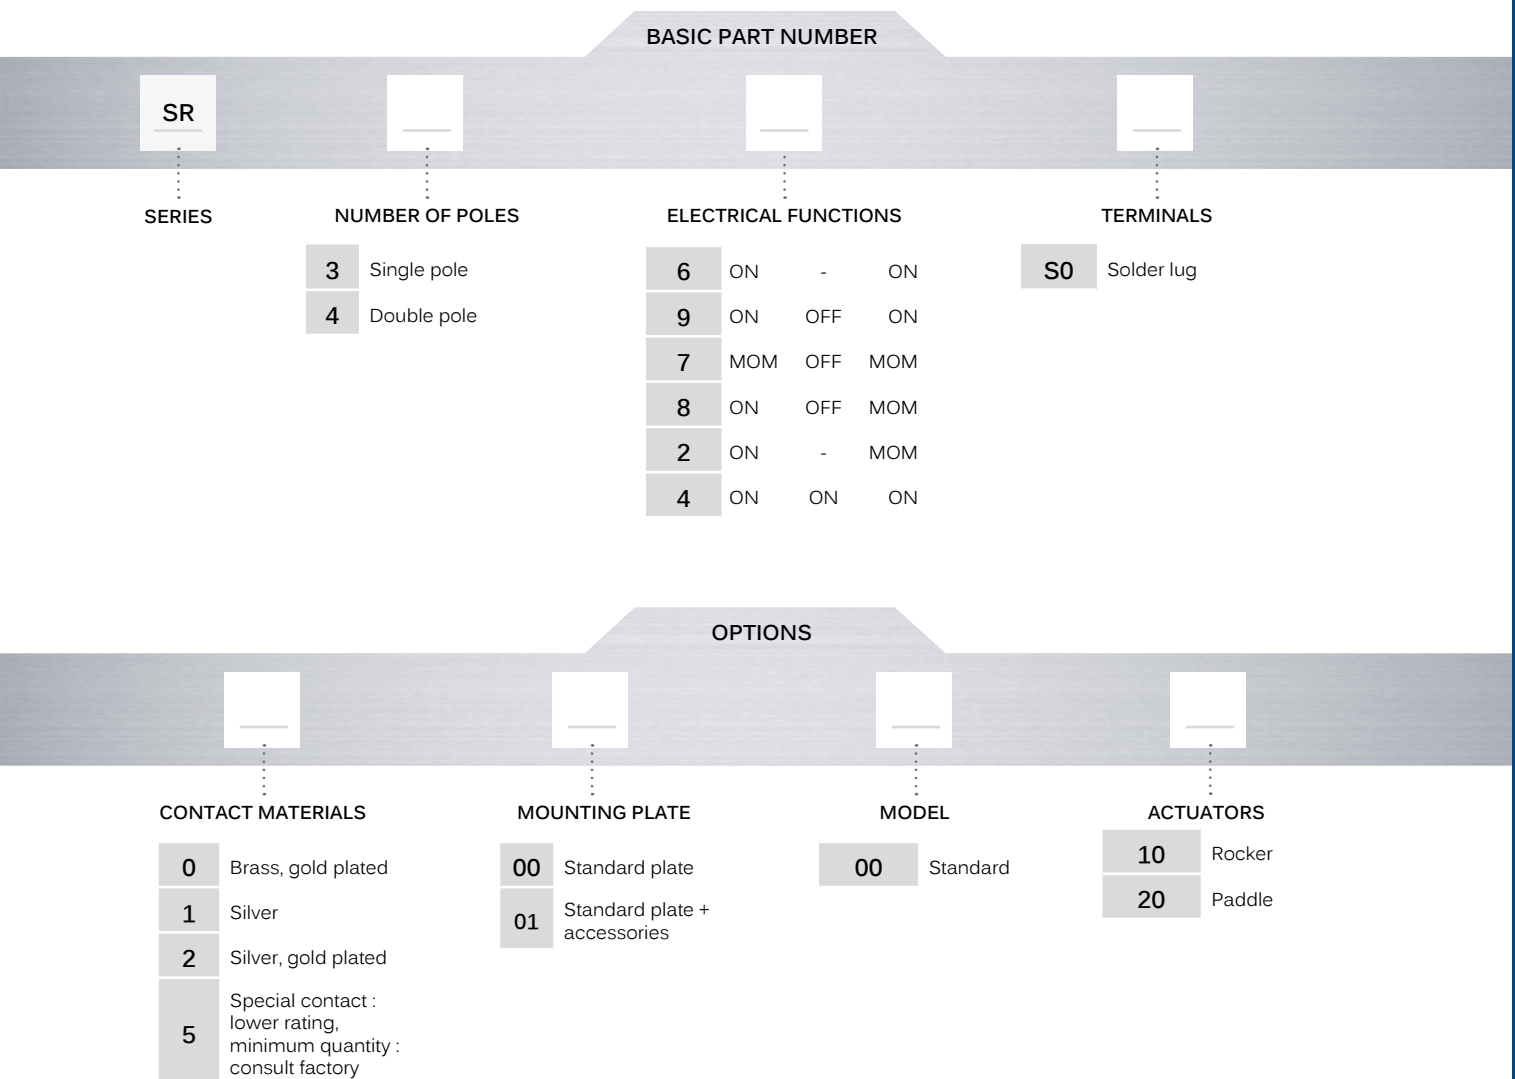 BASIC PART NUMBER
SR
SERIES
NUMBER OF POLES
3 Single pole
4 Double pole
ELECTRICAL FUNCTIONS
6 ON - ON
9 ON OFF ON
7 MOM OFF MOM
8 ON OFF MOM
2 ON - MOM
4 ON ON ON
TERMINALS
S0 Solder lug
OPTIONS
CONTACT MATERIALS
0 Brass, gold plated
1 Silver
2 Silver, gold plated
5 Special contact :
lower rating,
minimum quantity :
consult factory
MOUNTING PLATE
00 Standard plate
01 Standard plate +
accessories
MODEL
00 Standard
ACTUATORS
10 Rocker
20 Paddle